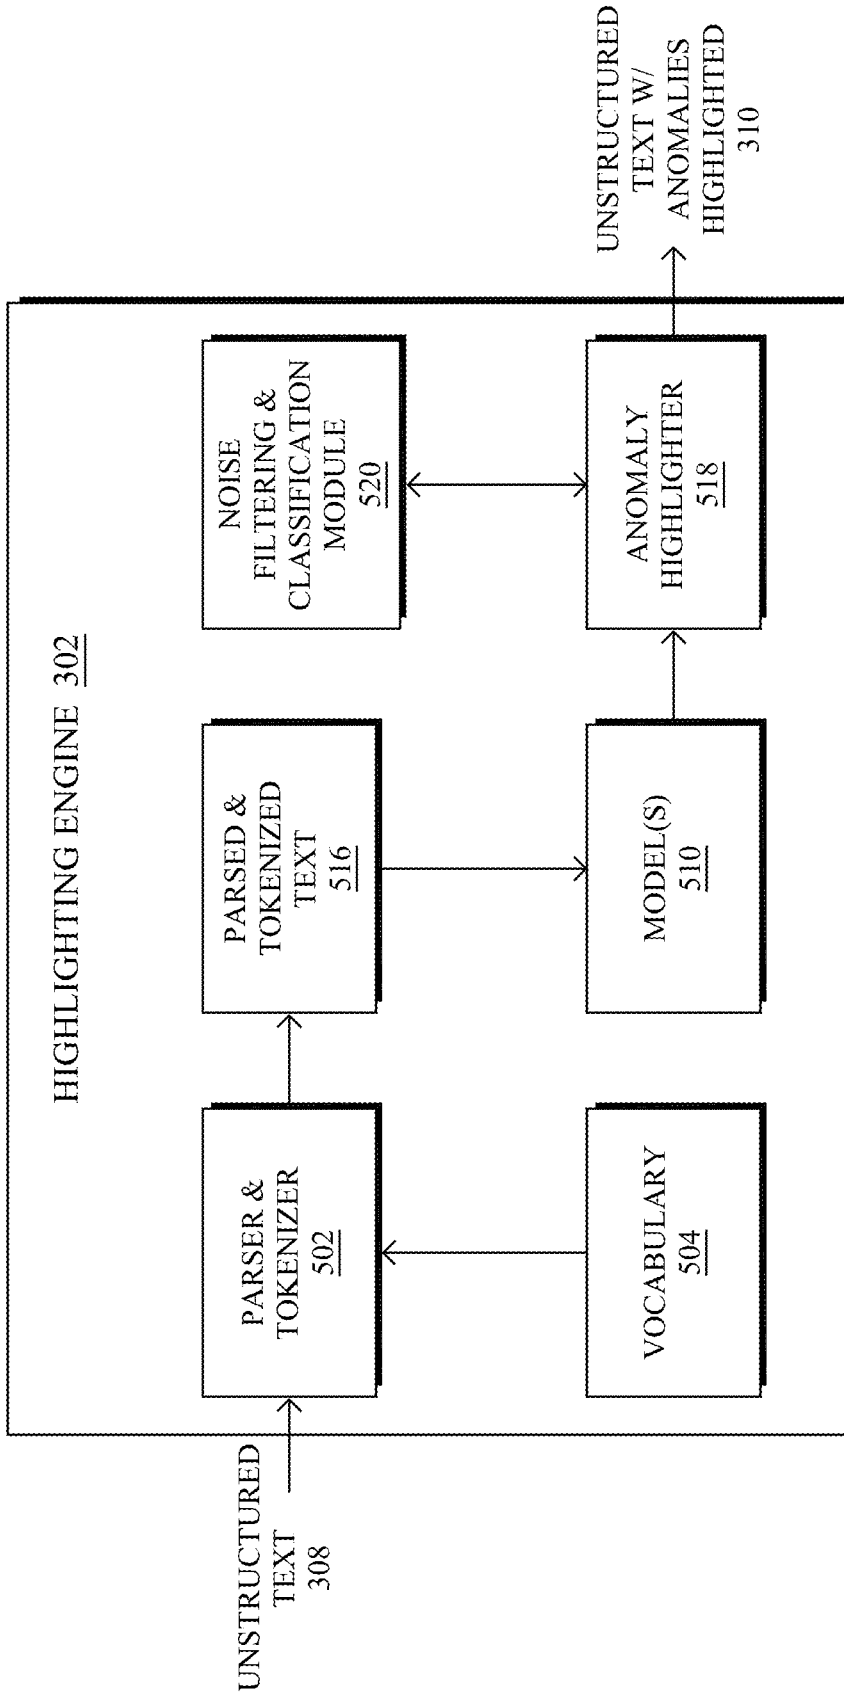 HIGHLIGHTING ENGINE 302
UNSTRUCTURED
TEXT
308
PARSER &
TOKENIZER
502
PARSED &
TOKENIZED
TEXT
516
NOISE
FILTERING &
CLASSIFICATION
MODULE
520
VOCABULARY
504
MODEL(S)
510
ANOMALY
HIGHLIGHTER
518
UNSTRUCTURED
TEXT W/
ANOMALIES
HIGHLIGHTED
310